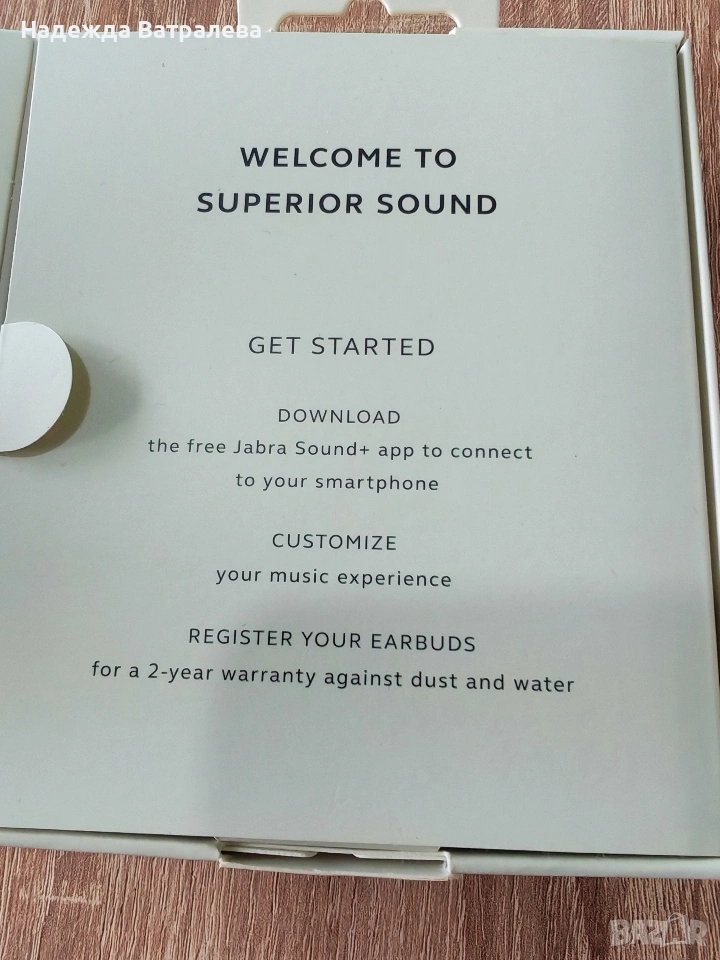 Надежда Ватралева
WELCOME TO
SUPERIOR SOUND
GET STARTED
DOWNLOAD
the free Jabra Sound+ app to connect
to your smartphone
CUSTOMIZE
your music experience
REGISTER YOUR EARBUDS
for a 2-year warranty against dust and water
BAZAR